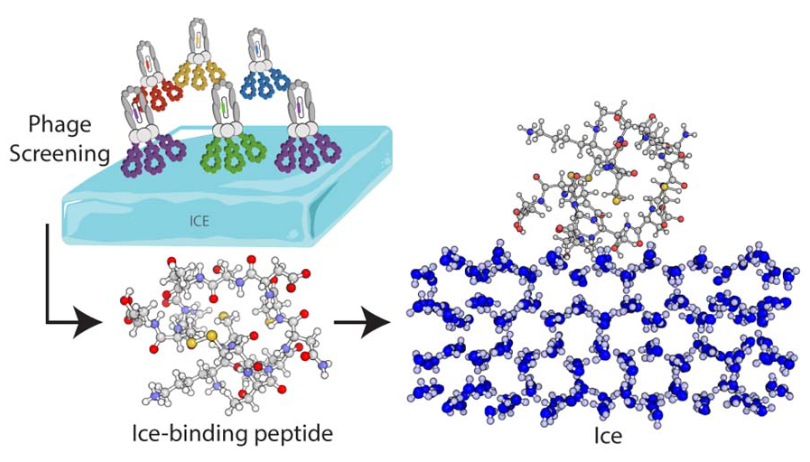 Phage
Screening
ICE
Ice-binding peptide
Ice